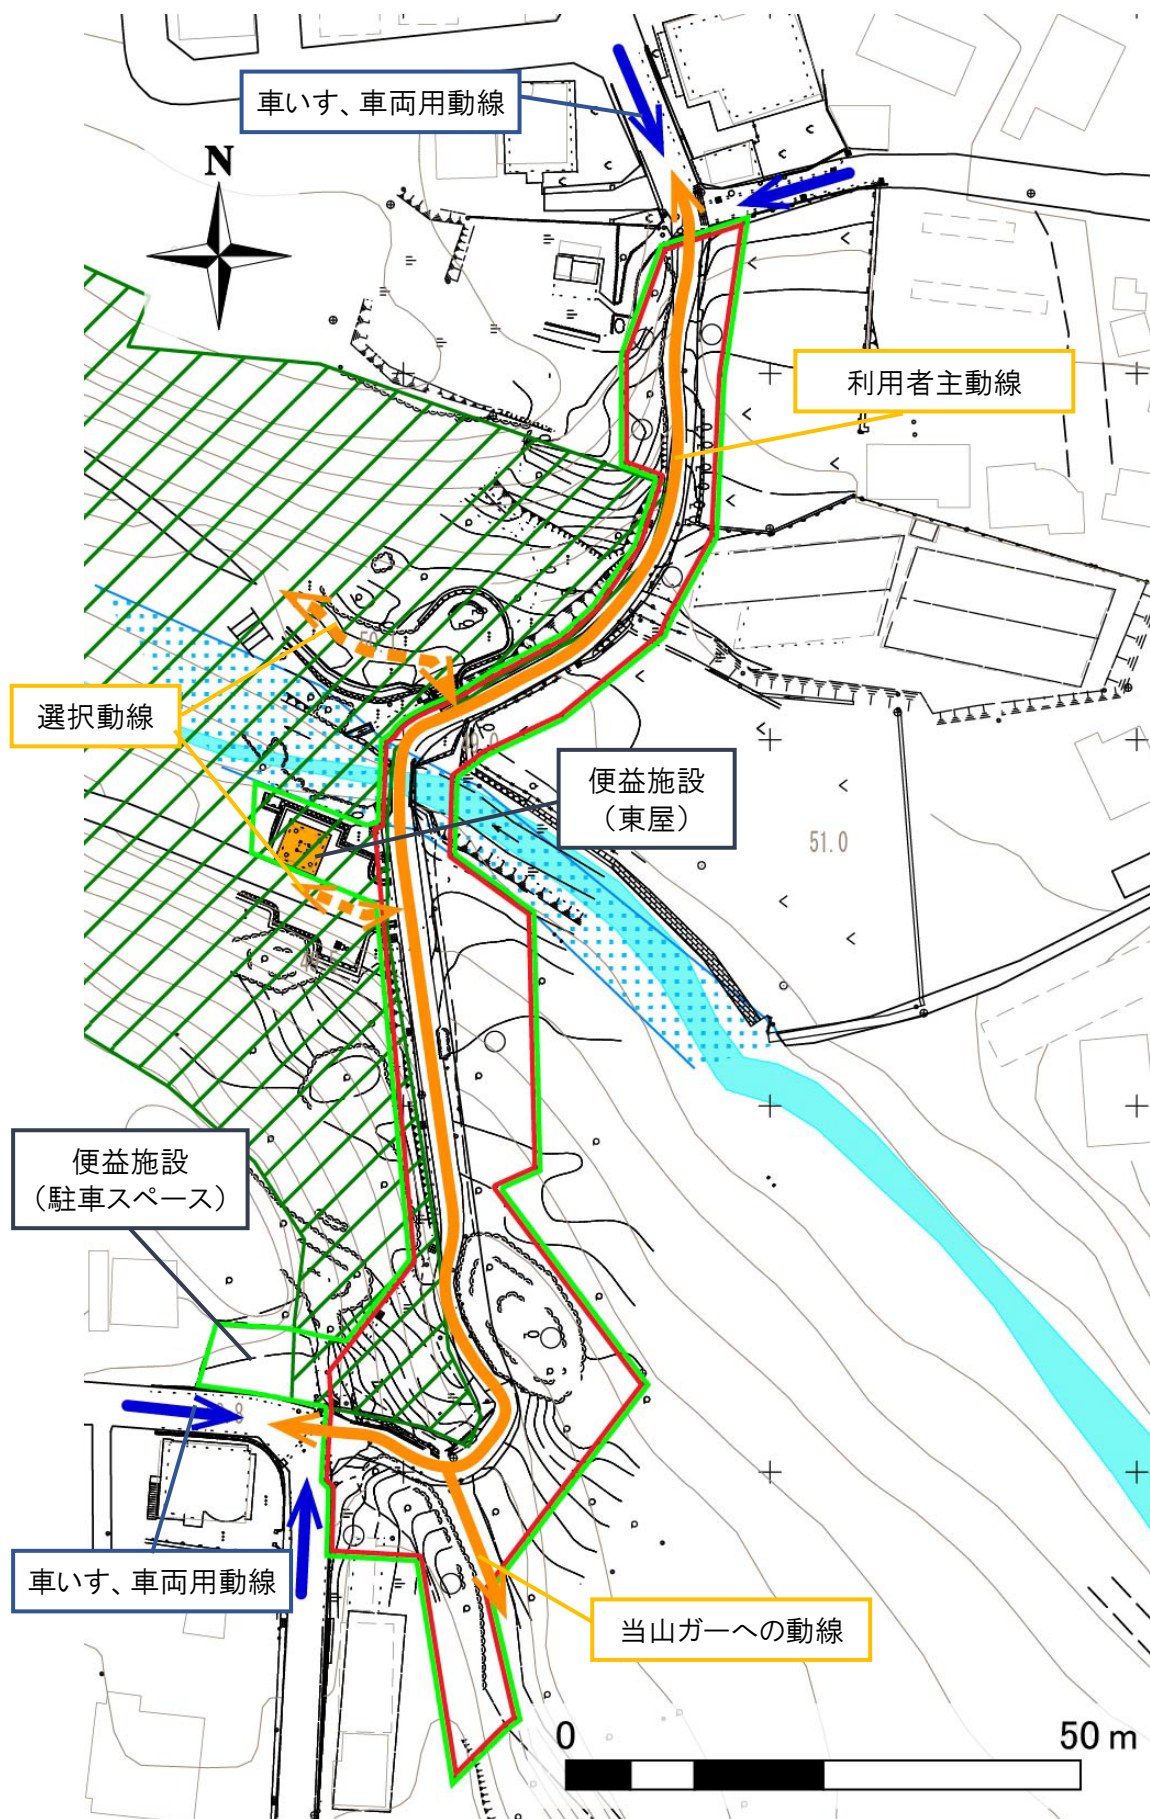 車いす、車両用動線
N
利用者主動線
選択動線
便益施設
（東屋）
51.0
便益施設
（駐車スペース）
車いす、車両用動線
当山ガーへの動線
0
50 m